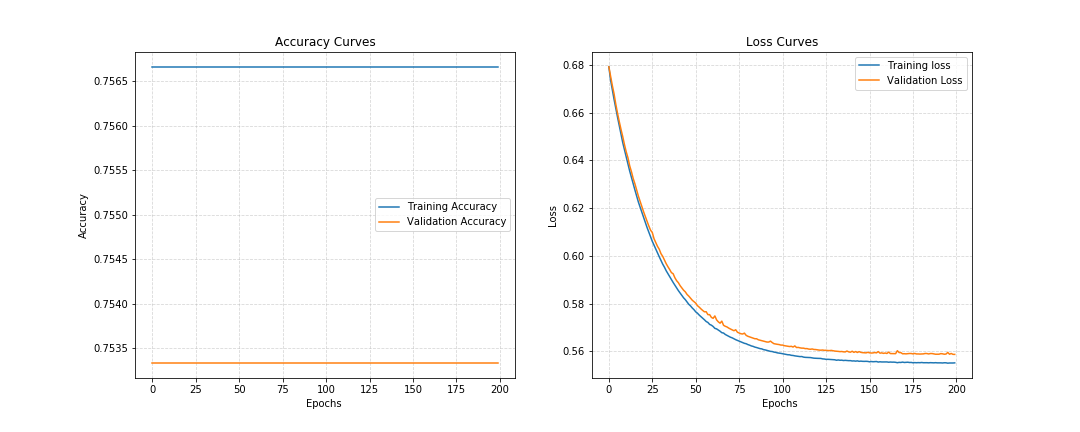 Accuracy Curves
0.7565
0.7560
0.7555
0.7550
0.7545
0.7540
0.7535
Accuracy
Training Accuracy
Validation Accuracy
0 25 50 75 100 125 150 175 200
Epochs
Loss Curves
0.68
0.66
0.64
0.62
0.60
0.58
0.56
Loss
Training loss
Validation Loss
0 25 50 75 100 125 150 175 200
Epochs